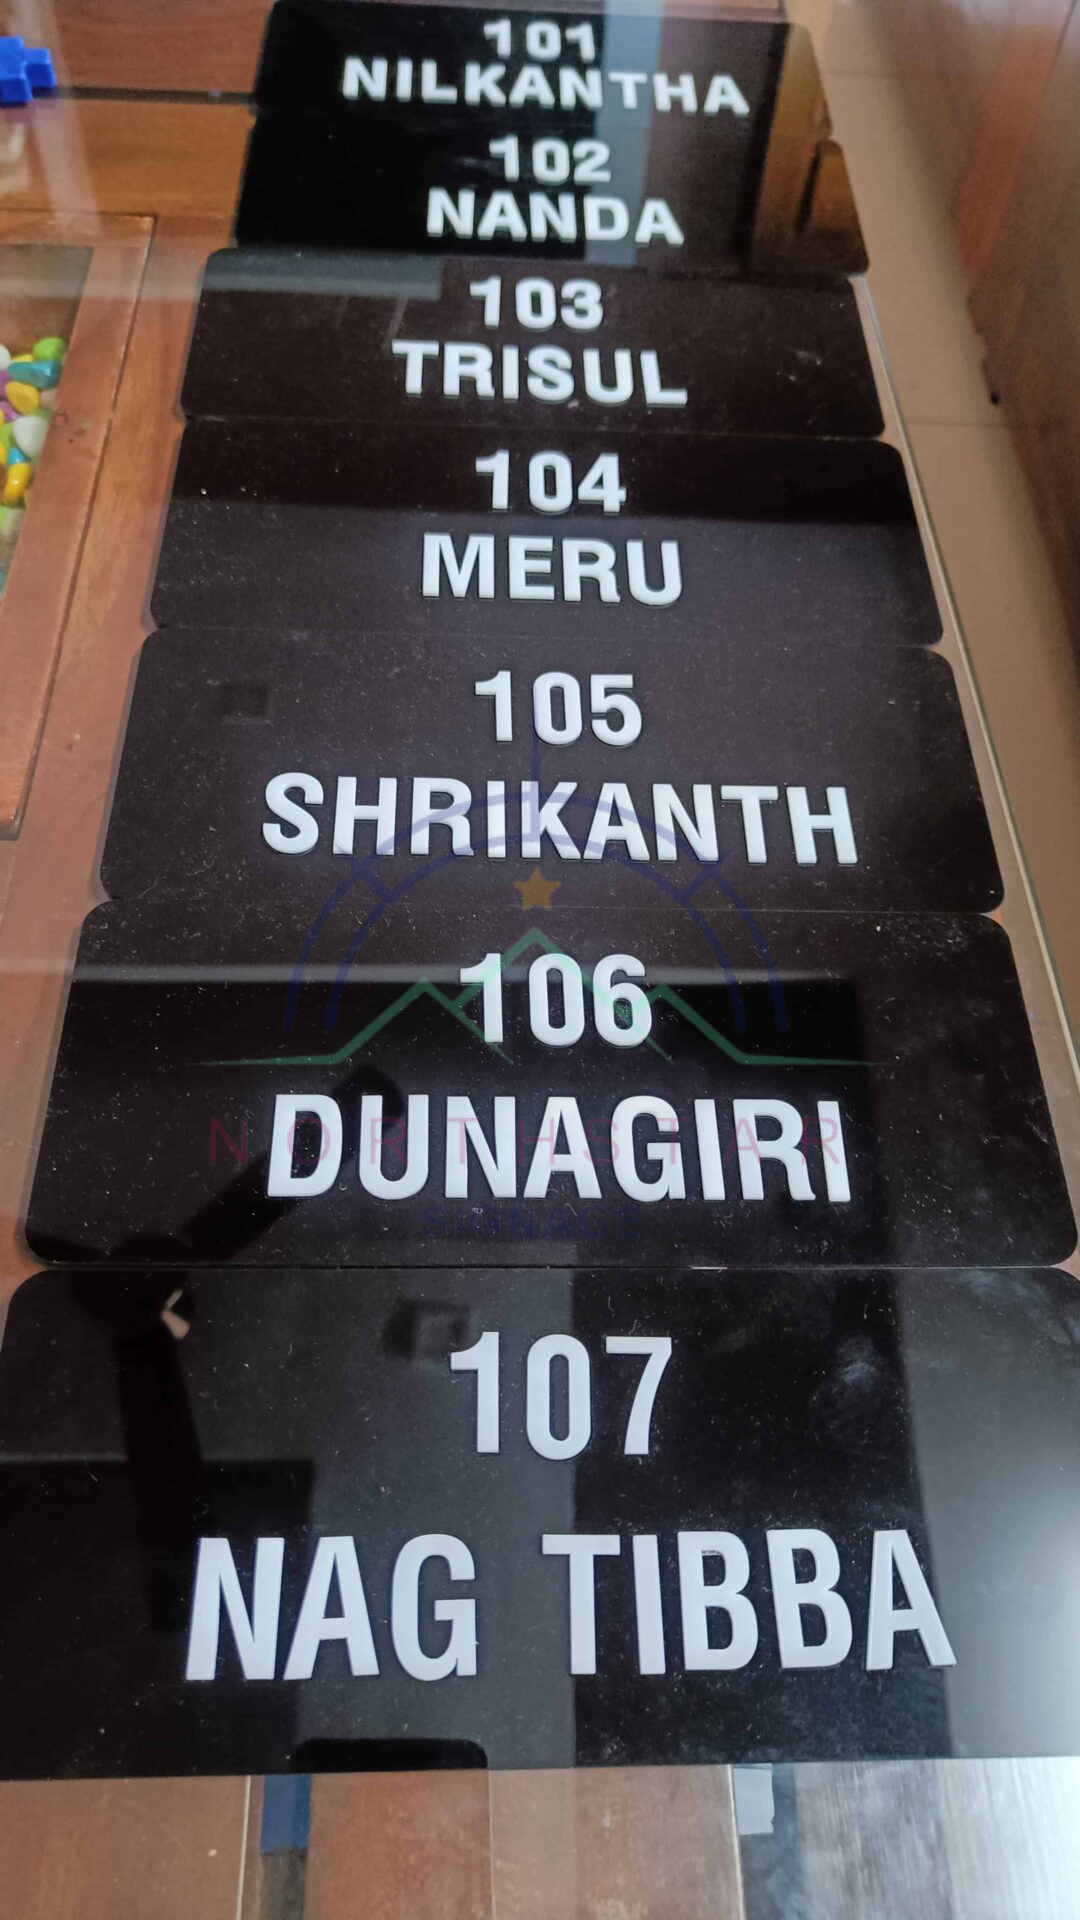 101
NILKANTHA
102
NANDA
103
TRISUL
104
MERU
105
SHRIKANTH
106
DUNAGIRI
NORTHSTAR
SIGNAGE
107
NAG TIBBA